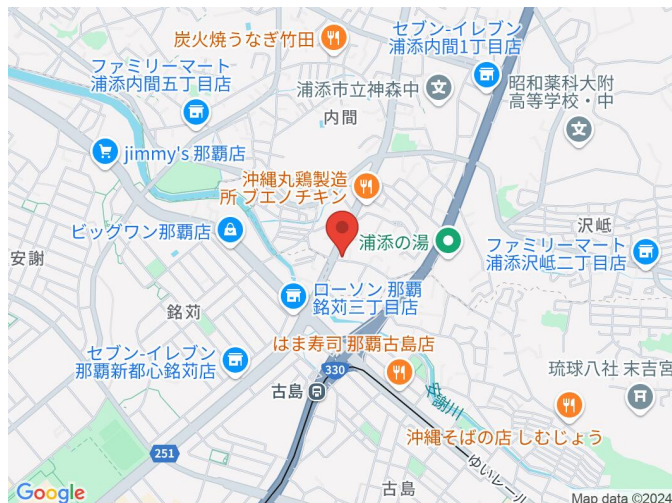 炭火焼うなぎ竹田
セブン-イレブン
浦添内間1丁目店
ファミリーマート
浦添内間五丁目店
浦添市立神森中
昭和薬科大附
高等学校・中
内間
jimmy's 那覇店
沖縄丸鶏製造
所 ブエノチキン
ビッグワン那覇店
浦添の湯
沢岻
ファミリーマート
浦添沢岻二丁目店
安謝
銘苅
ローソン 那覇
銘苅三丁目店
はま寿司 那覇古島店
セブン-イレブン
那覇新都心銘苅店
330
古島
安謝川
琉球八社 末吉宮
沖縄そばの店 しむじょう
251
ゆいレール
古島
Google
Map data ©2024